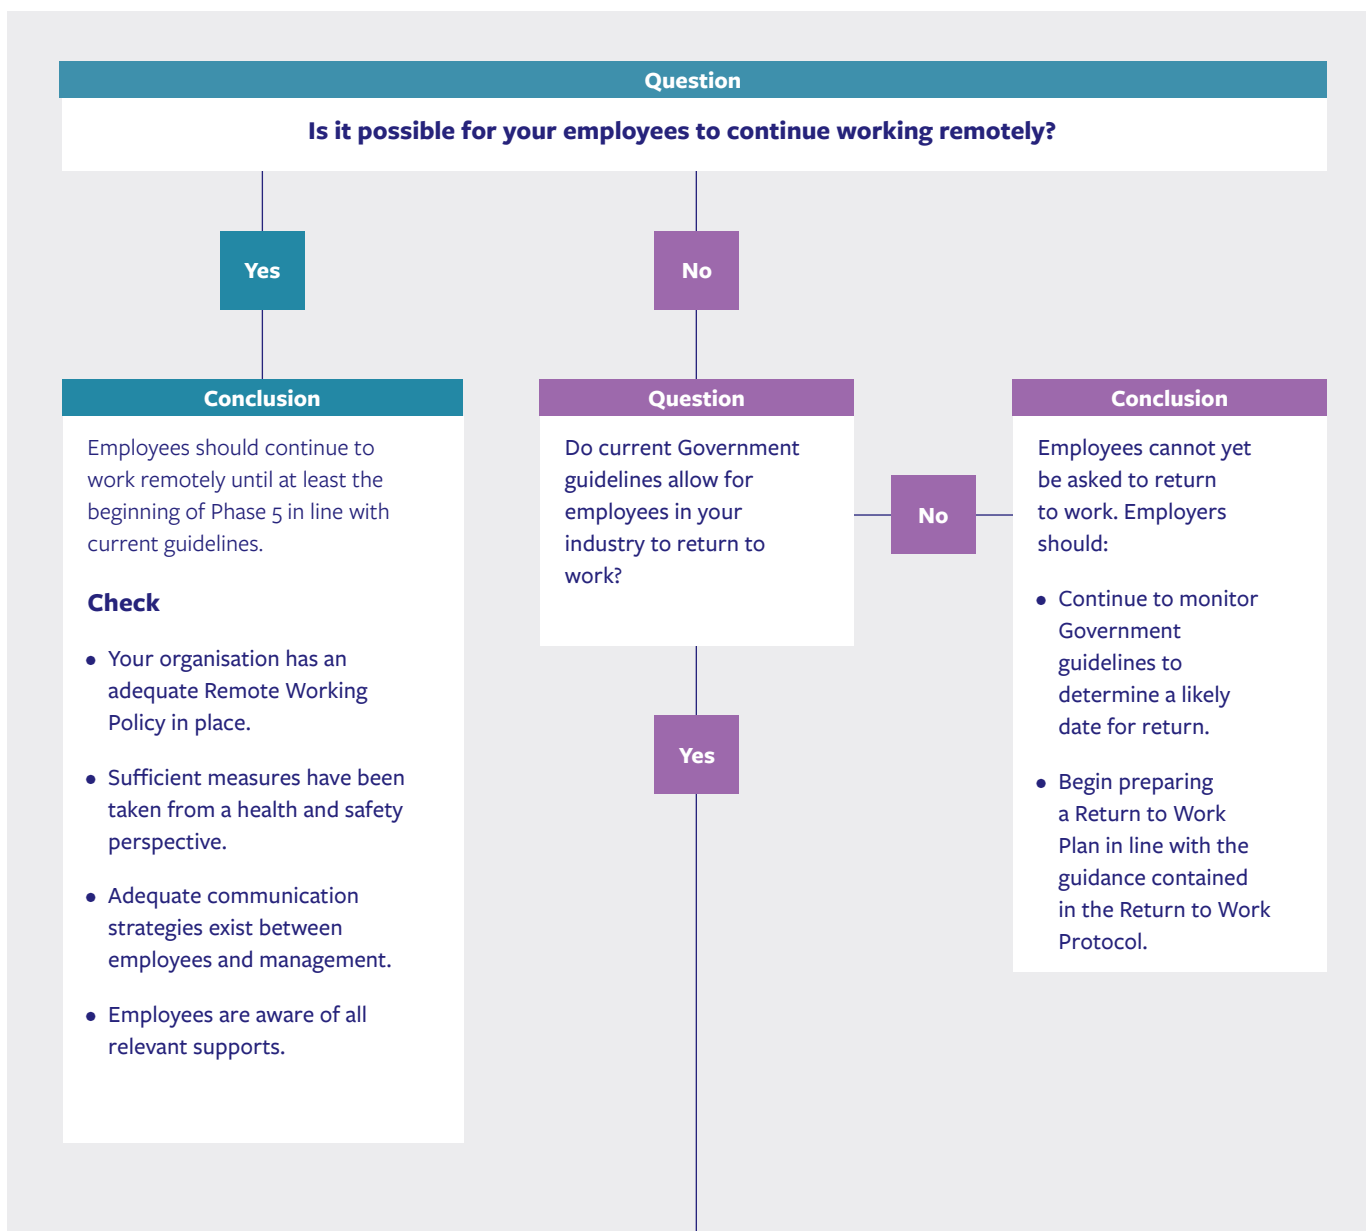 Question
Is it possible for your employees to continue working remotely?
Yes
No
Conclusion
Employees should continue to
work remotely until at least the
beginning of Phase 5 in line with
current guidelines.
Check
• Your organisation has an
adequate Remote Working
Policy in place.
• Sufficient measures have been
taken from a health and safety
perspective.
• Adequate communication
strategies exist between
employees and management.
• Employees are aware of all
relevant supports.
Question
Do current Government
guidelines allow for
employees in your
industry to return to
work?
No
Yes
Conclusion
Employees cannot yet
be asked to return
to work. Employers
should:
• Continue to monitor
Government
guidelines to
determine a likely
date for return.
• Begin preparing
a Return to Work
Plan in line with the
guidance contained
in the Return to Work
Protocol.